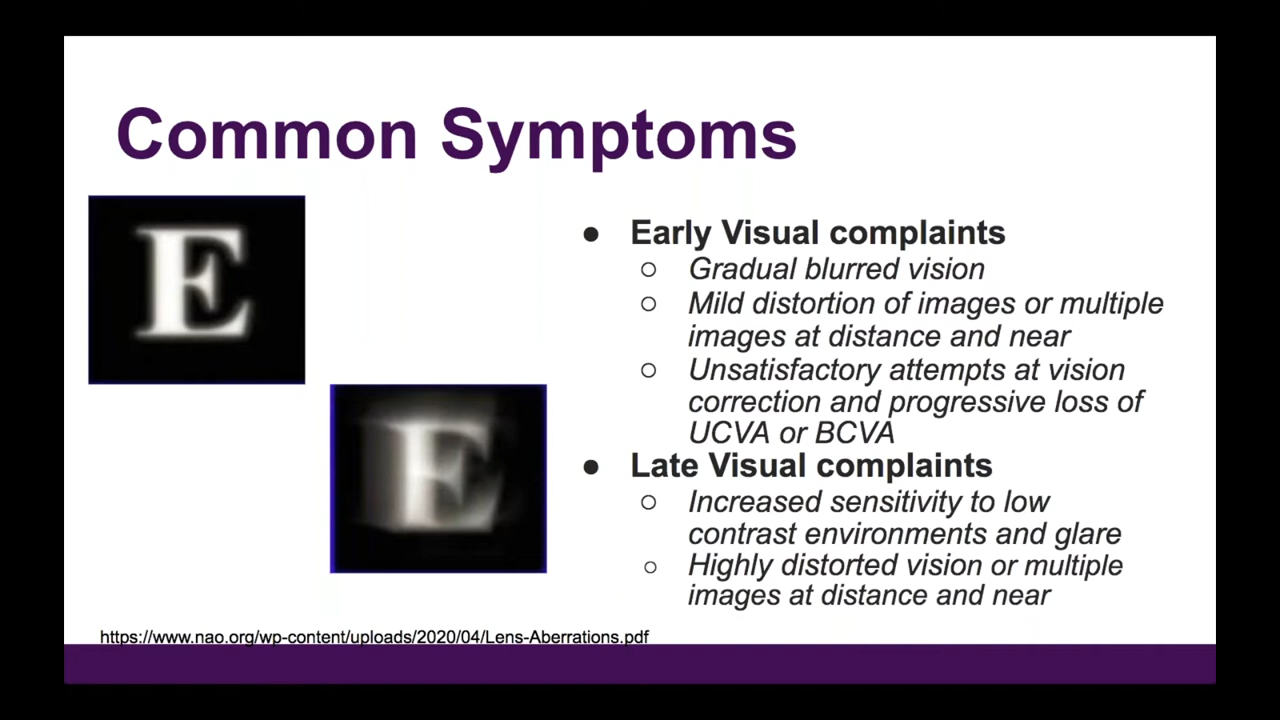 Common Symptoms
E
E
● Early Visual complaints
○ Gradual blurred vision
○ Mild distortion of images or multiple
images at distance and near
○ Unsatisfactory attempts at vision
correction and progressive loss of
UCVA or BCVA
● Late Visual complaints
○ Increased sensitivity to low
contrast environments and glare
○ Highly distorted vision or multiple
images at distance and near
https://www.nao.org/wp-content/uploads/2020/04/Lens-Aberrations.pdf